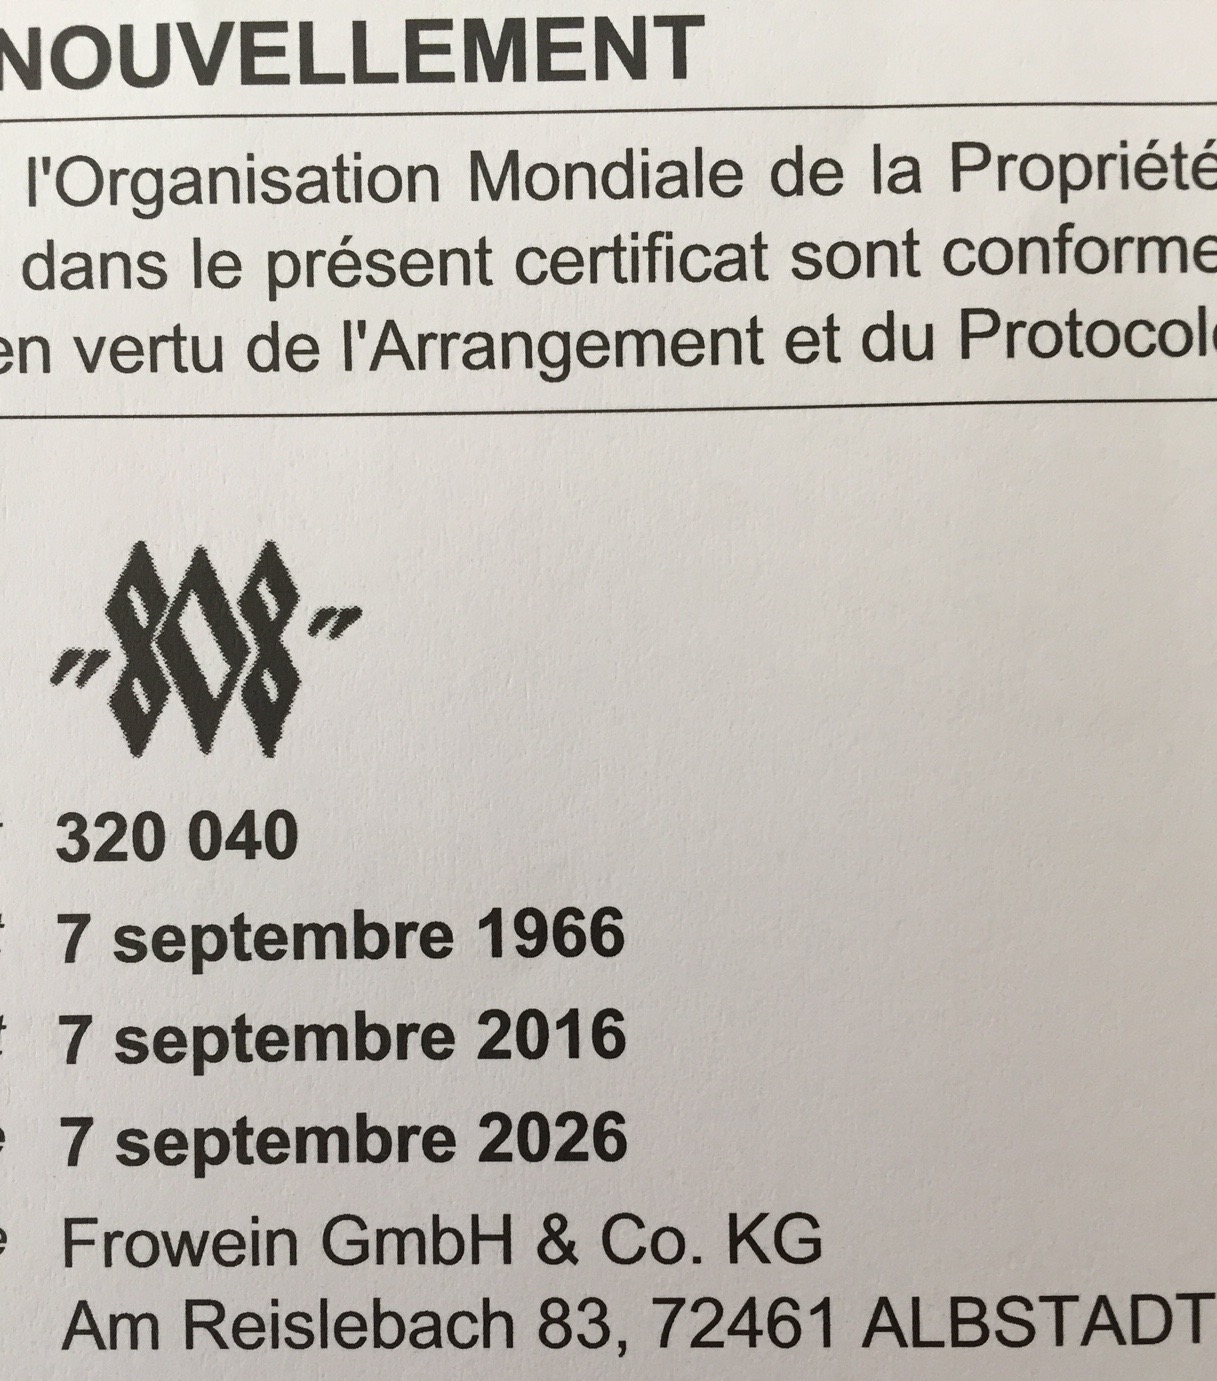 NOUVELLEMENT
l'Organisation Mondiale de la Propriété
dans le présent certificat sont conforme
en vertu de l'Arrangement et du Protocole
"808"
320 040
7 septembre 1966
7 septembre 2016
7 septembre 2026
Frowein GmbH & Co. KG
Am Reislebach 83, 72461 ALBSTADT